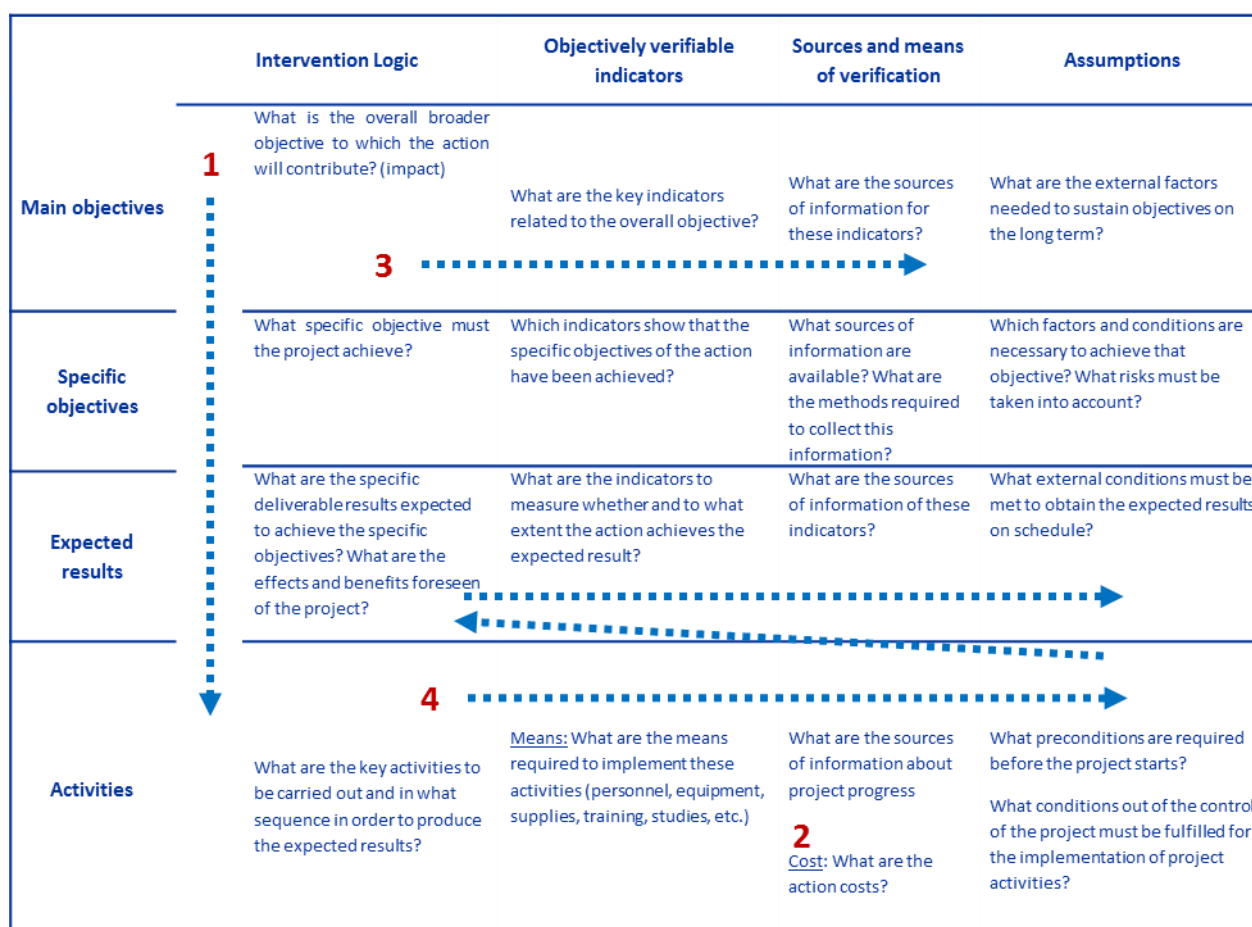 Intervention Logic
Objectively verifiable
indicators
Sources and means
of verification
Assumptions
Main objectives
1
What is the overall broader
objective to which the action
will contribute? (impact)
What are the key indicators
related to the overall objective?
What are the sources
of information for
these indicators?
What are the external factors
needed to sustain objectives on
the long term?
3
Specific
objectives
What specific objective must
the project achieve?
Which indicators show that the
specific objectives of the action
have been achieved?
What sources of
information are
available? What are
the methods required
to collect this
information?
Which factors and conditions are
necessary to achieve that
objective? What risks must be
taken into account?
Expected
results
What are the specific
deliverable results expected
to achieve the specific
objectives? What are the
effects and benefits foreseen
of the project?
What are the indicators to
measure whether and to what
extent the action achieves the
expected result?
What are the sources
of information of these
indicators?
What external conditions must be
met to obtain the expected results
on schedule?
4
Activities
What are the key activities to
be carried out and in what
sequence in order to produce
the expected results?
Means: What are the means
required to implement these
activities (personnel, equipment,
supplies, training, studies, etc.)
What are the sources
of information about
project progress
2
Cost: What are the
action costs?
What preconditions are required
before the project starts?
What conditions out of the control
of the project must be fulfilled for
the implementation of project
activities?